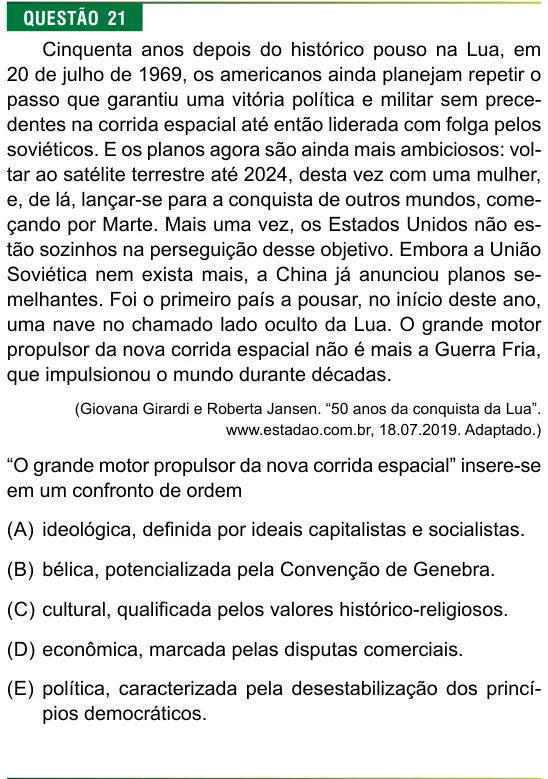 QUESTÃO 21
Cinquenta anos depois do histórico pouso na Lua, em
20 de julho de 1969, os americanos ainda planejam repetir o
passo que garantiu uma vitória política e militar sem prece-
dentes na corrida espacial até então liderada com folga pelos
soviéticos. E os planos agora são ainda mais ambiciosos: vol-
tar ao satélite terrestre até 2024, desta vez com uma mulher,
e, de lá, lançar-se para a conquista de outros mundos, come-
çando por Marte. Mais uma vez, os Estados Unidos não es-
tão sozinhos na perseguição desse objetivo. Embora a União
Soviética nem exista mais, a China já anunciou planos se-
melhantes. Foi o primeiro país a pousar, no início deste ano,
uma nave no chamado lado oculto da Lua. O grande motor
propulsor da nova corrida espacial não é mais a Guerra Fria,
que impulsionou o mundo durante décadas.
(Giovana Girardi e Roberta Jansen. “50 anos da conquista da Lua”.
www.estadao.com.br, 18.07.2019. Adaptado.)
“O grande motor propulsor da nova corrida espacial” insere-se
em um confronto de ordem
(A) ideológica, definida por ideais capitalistas e socialistas.
(B) bélica, potencializada pela Convenção de Genebra.
(C) cultural, qualificada pelos valores histórico-religiosos.
(D) econômica, marcada pelas disputas comerciais.
(E) política, caracterizada pela desestabilização dos princí-
pios democráticos.